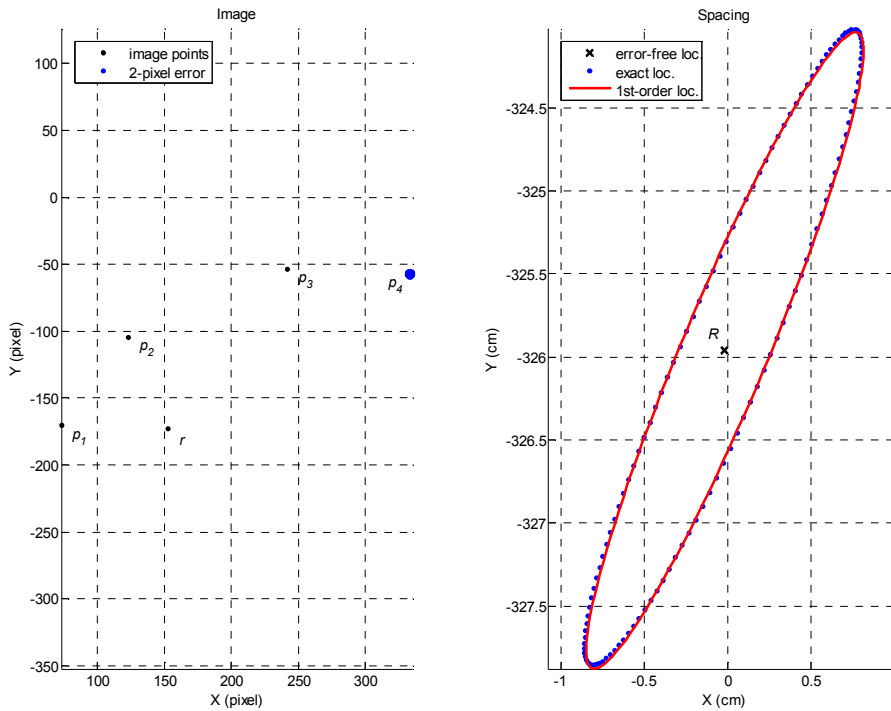 Image
Y (pixel)
100
50
0
-50
-100
-150
-200
-250
-300
-350
image points
2-pixel error
p1
p2
p3
p4
r
100
150
200
250
300
X (pixel)
Spacing
Y (cm)
-324.5
-325
-325.5
-326
-326.5
-327
-327.5
error-free loc.
exact loc.
1st-order loc.
R
-1
-0.5
0
0.5
X (cm)